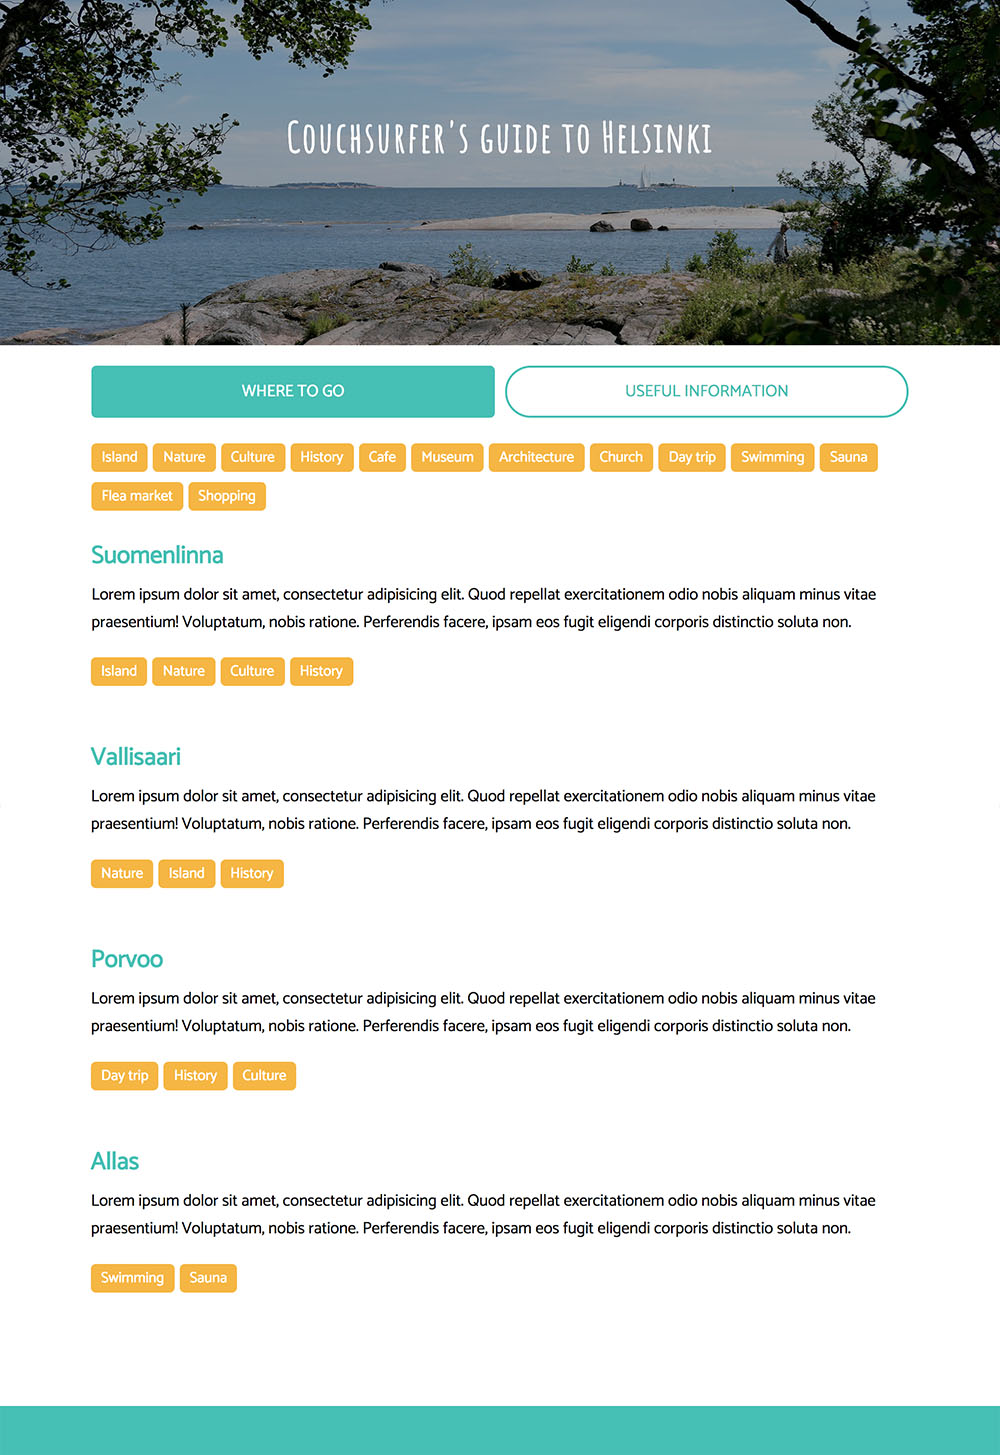 Couchsurfer's guide to Helsinki
WHERE TO GO
USEFUL INFORMATION
Island Nature Culture History Cafe Museum Architecture Church Day trip Swimming Sauna
Flea market Shopping
Suomenlinna
Lorem ipsum dolor sit amet, consectetur adipisicing elit. Quod repellat exercitationem odio nobis aliquam minus vitae
praesentium! Voluptatum, nobis ratione. Perferendis facere, ipsam eos fugit eligendi corporis distinctio soluta non.
Island Nature Culture History
Vallisaari
Lorem ipsum dolor sit amet, consectetur adipisicing elit. Quod repellat exercitationem odio nobis aliquam minus vitae
praesentium! Voluptatum, nobis ratione. Perferendis facere, ipsam eos fugit eligendi corporis distinctio soluta non.
Nature Island History
Porvoo
Lorem ipsum dolor sit amet, consectetur adipisicing elit. Quod repellat exercitationem odio nobis aliquam minus vitae
praesentium! Voluptatum, nobis ratione. Perferendis facere, ipsam eos fugit eligendi corporis distinctio soluta non.
Day trip History Culture
Allas
Lorem ipsum dolor sit amet, consectetur adipisicing elit. Quod repellat exercitationem odio nobis aliquam minus vitae
praesentium! Voluptatum, nobis ratione. Perferendis facere, ipsam eos fugit eligendi corporis distinctio soluta non.
Swimming Sauna